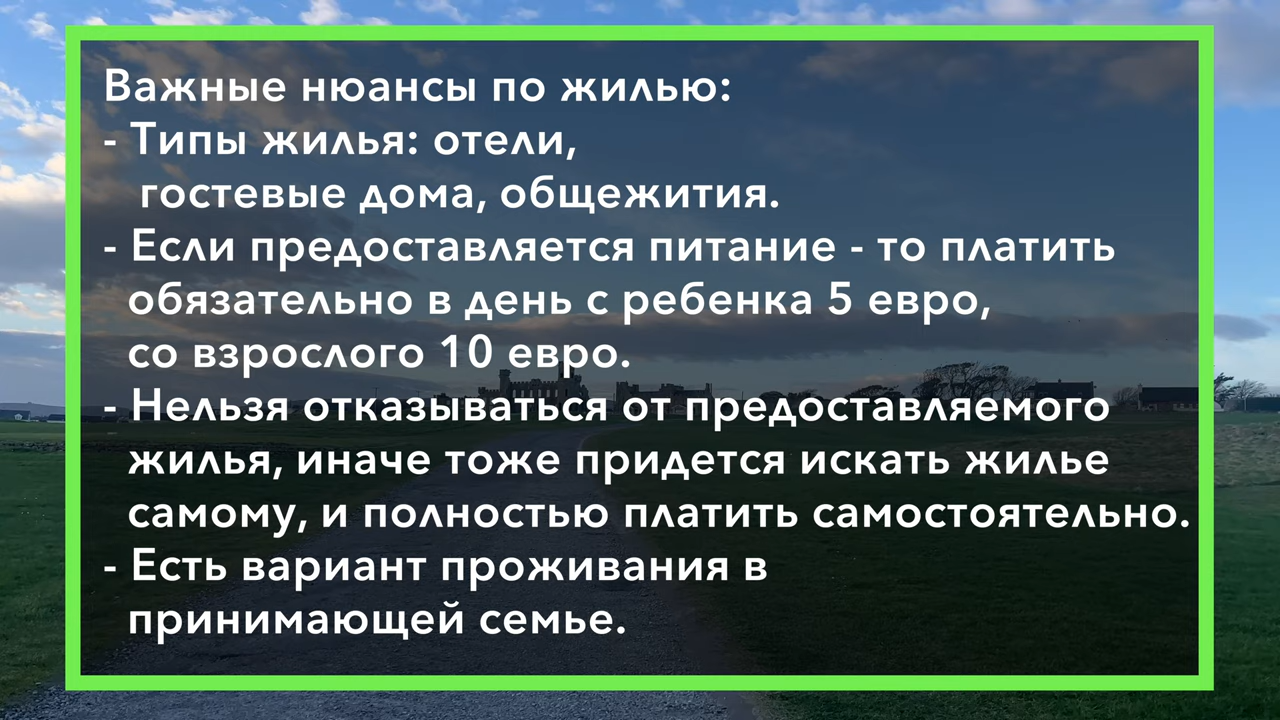 Важные нюансы по жилью:
- Типы жилья: отели,
гостевые дома, общежития.
- Если предоставляется питание - то платить
обязательно в день с ребенка 5 евро,
со взрослого 10 евро.
- Нельзя отказываться от предоставляемого
жилья, иначе тоже придется искать жилье
самому, и полностью платить самостоятельно.
- Есть вариант проживания в
принимающей семье.